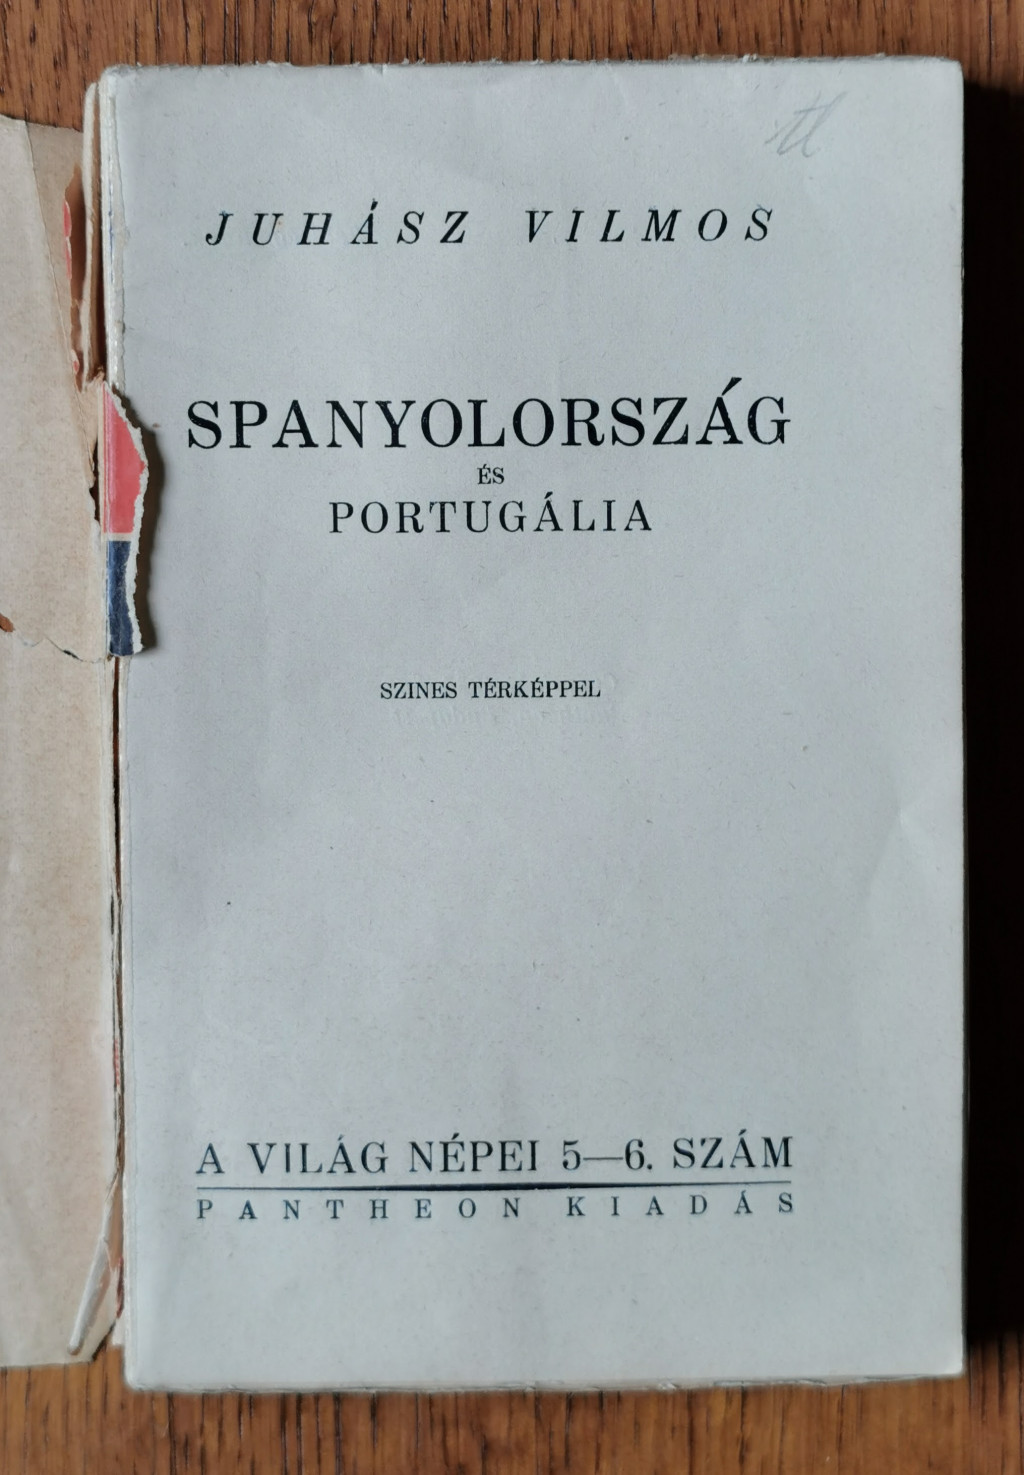 JUHÁSZ VILMOS
SPANYOLORSZÁG
ÉS
PORTUGÁLIA
SZINES TÉRKÉPPEL
A VILÁG NÉPEI 5—6. SZÁM
PANTHEON KIADÁS